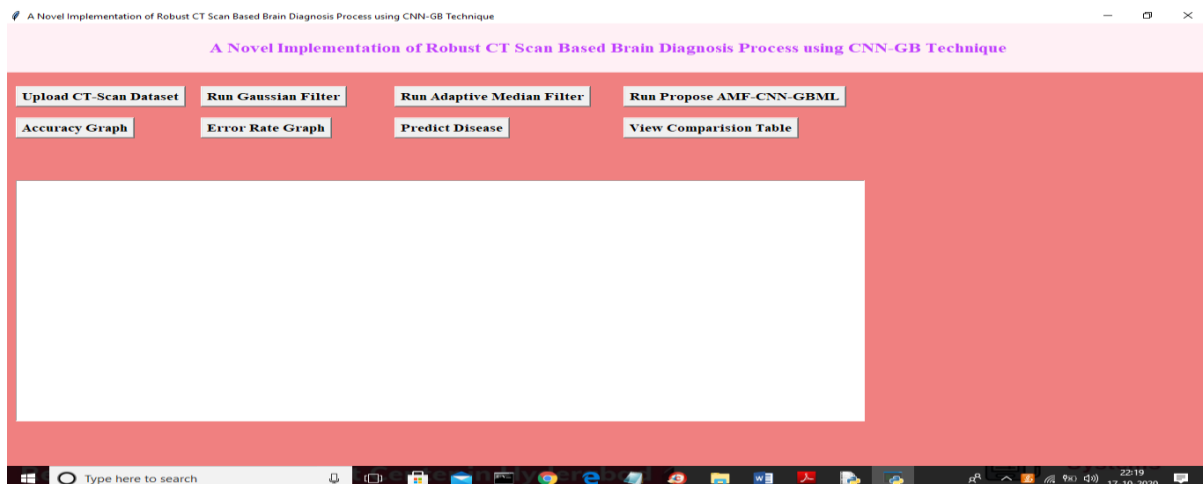 A Novel Implementation of Robust CT Scan Based Brain Diagnosis Process using CNN-GB Technique
A Novel Implementation of Robust CT Scan Based Brain Diagnosis Process using CNN-GB Technique
Upload CT-Scan Dataset Run Gaussian Filter Run Adaptive Median Filter Run Propose AMF-CNN-GBML
Accuracy Graph Error Rate Graph Predict Disease View Comparision Table
Type here to search
22:19
17-10-2020